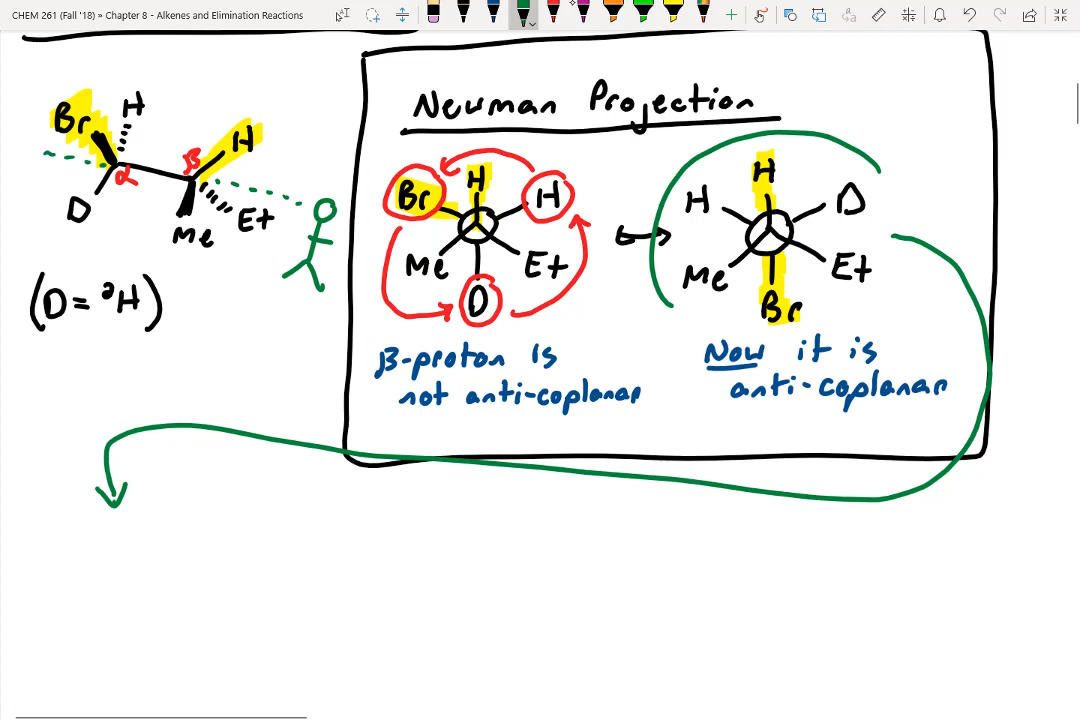 CHEM 261 (Fall '18) » Chapter 8 - Alkenes and Elimination Reactions
Neuman Projection
Br H H
α β
D Me Et
(D = ²H)
Br H H
Me Et
D
H
H D
Me Et
Br
β-proton is
not anti-coplanar
Now it is
anti-coplanar